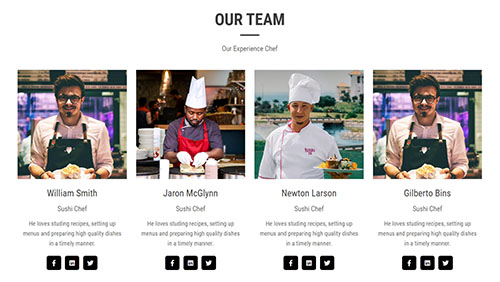 OUR TEAM
Our Experience Chef
William Smith
Sushi Chef
He loves studing recipes, setting up
menus and preparing high quality dishes
in a timely manner.
Jaron McGlynn
Sushi Chef
He loves studing recipes, setting up
menus and preparing high quality dishes
in a timely manner.
Newton Larson
Sushi Chef
He loves studing recipes, setting up
menus and preparing high quality dishes
in a timely manner.
Gilberto Bins
Sushi Chef
He loves studing recipes, setting up
menus and preparing high quality dishes
in a timely manner.